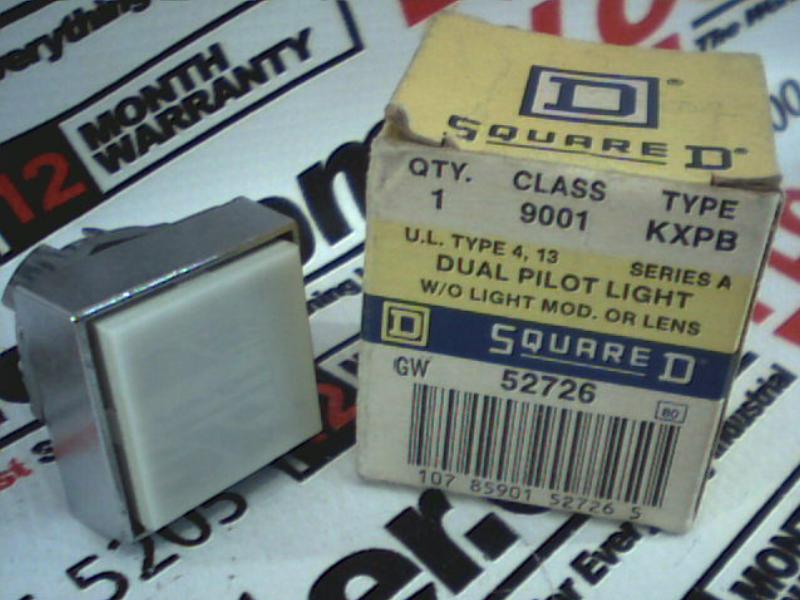 Everything
12
MONTH
WARRANTY
D
SQUARE D
QTY. CLASS TYPE
1 9001 KXPB
U.L. TYPE 4, 13 SERIES A
DUAL PILOT LIGHT
W/O LIGHT MOD. OR LENS
D SQUARE D
GW 52726
80
107 85901 52726 5
5205
MONTH